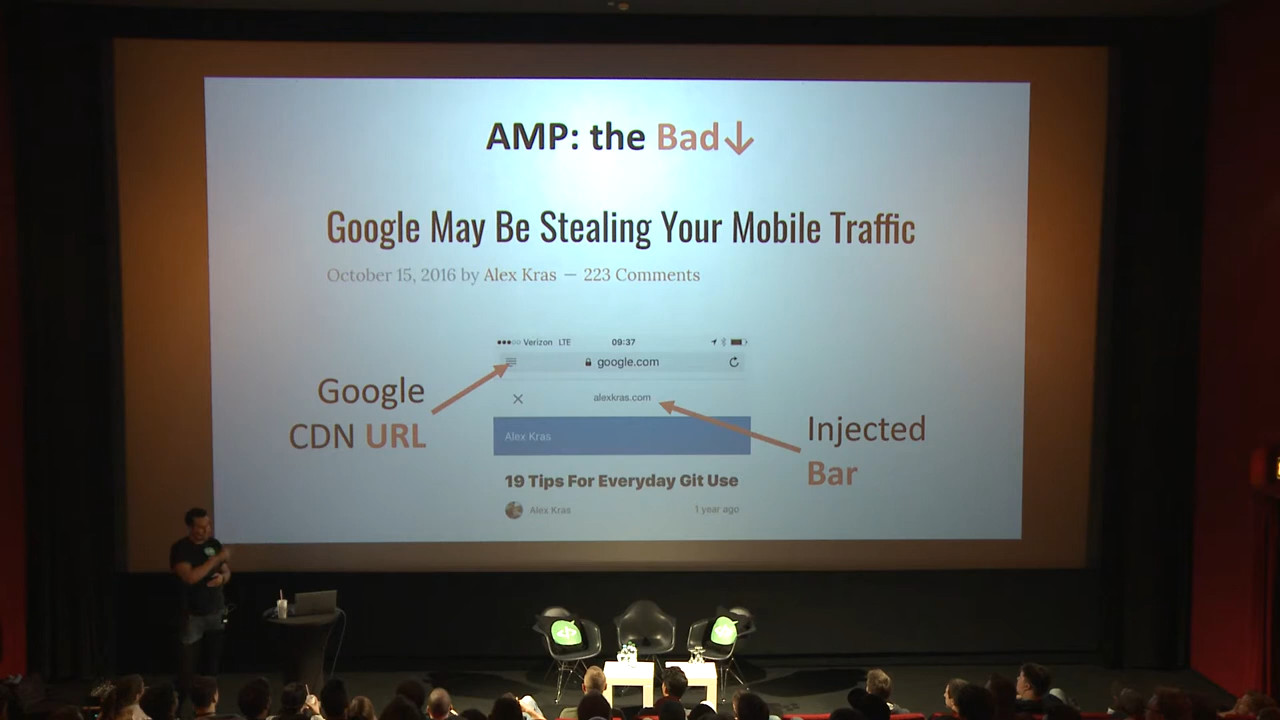 AMP: the Bad↓
Google May Be Stealing Your Mobile Traffic
October 15, 2016 by Alex Kras — 223 Comments
Verizon LTE 09:37
google.com
alexkras.com
Google
CDN URL
Injected
Bar
Alex Kras
19 Tips For Everyday Git Use
Alex Kras 1 year ago